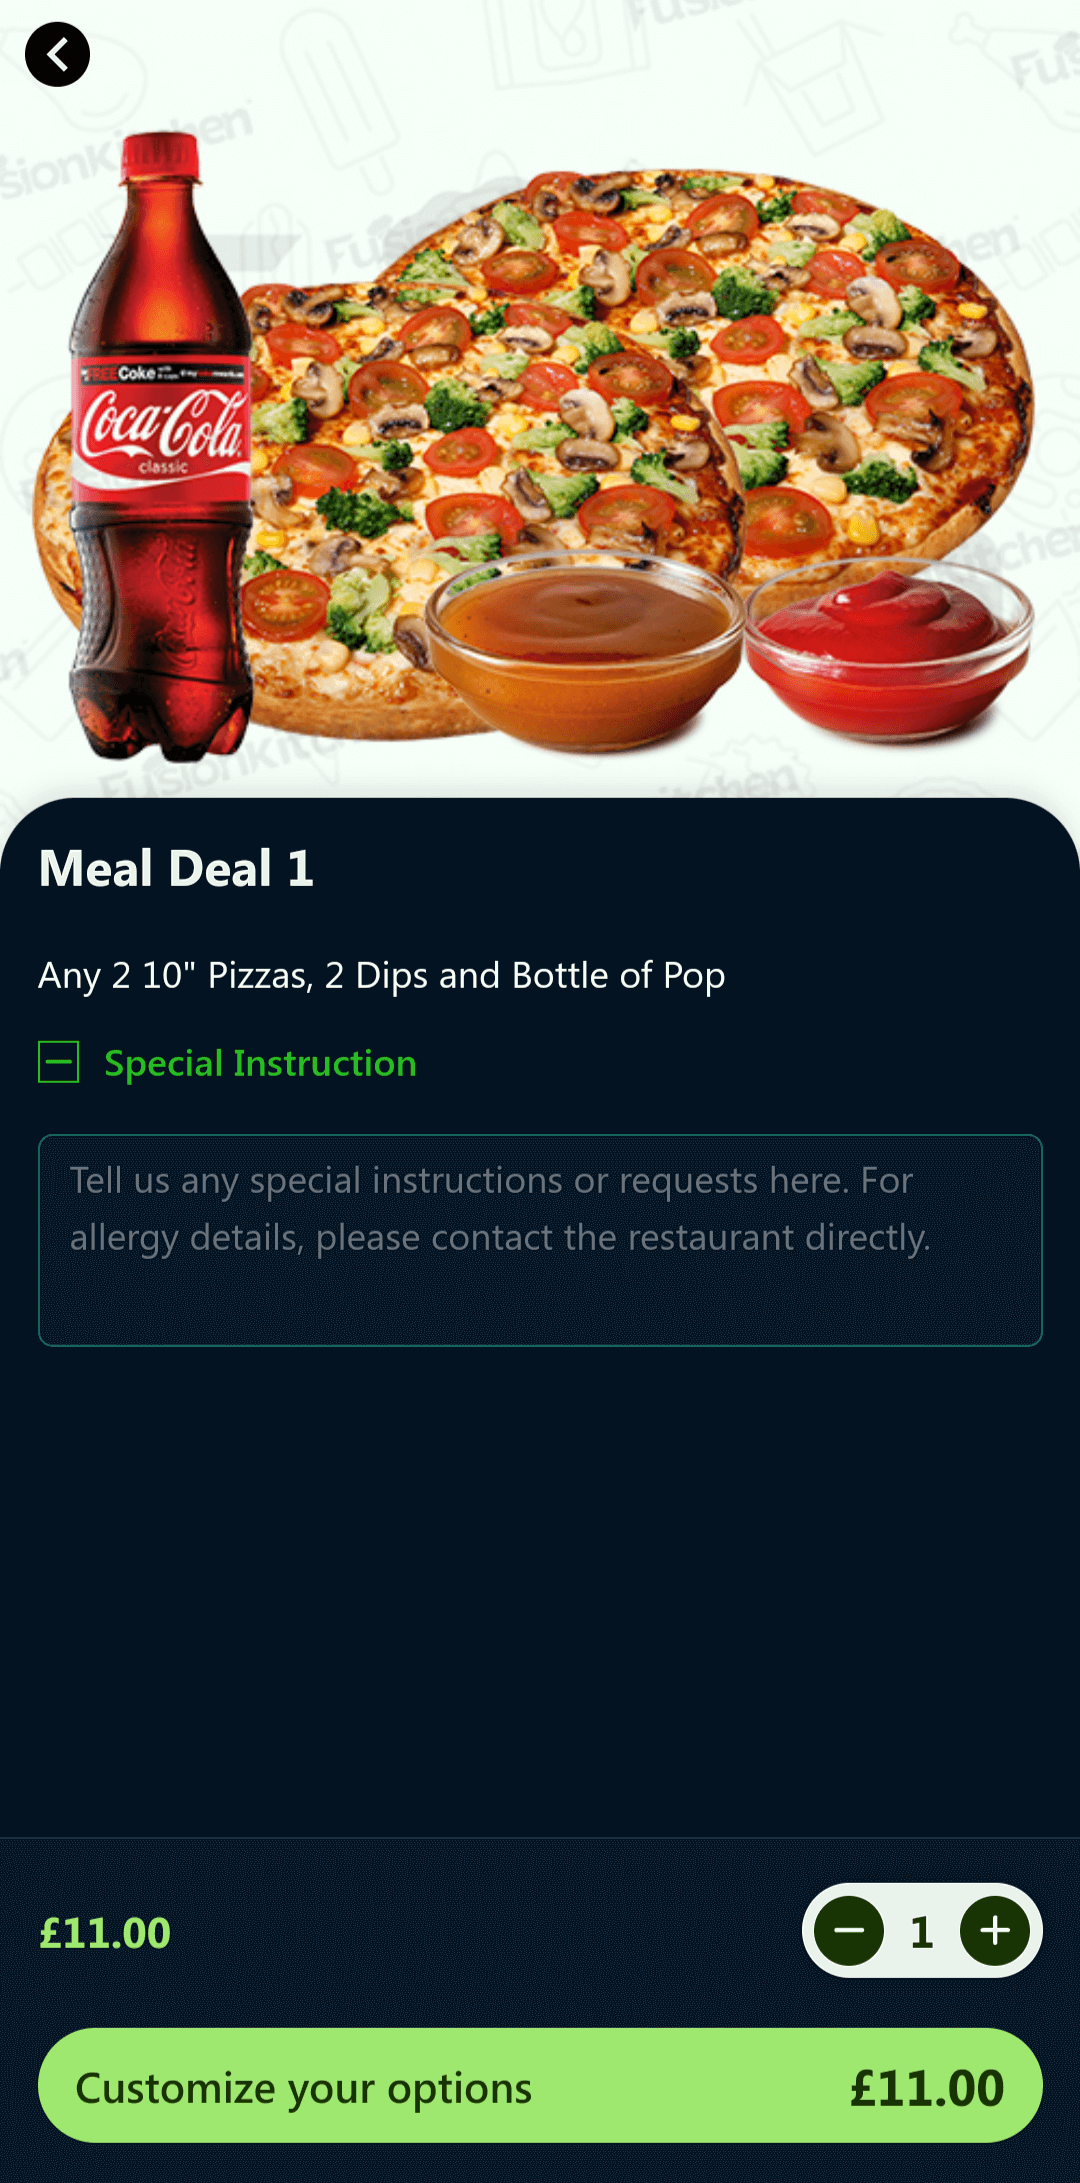 FusionKitchen
FREE Coke
Coca-Cola
classic
Meal Deal 1
Any 2 10" Pizzas, 2 Dips and Bottle of Pop
Special Instruction
Tell us any special instructions or requests here. For
allergy details, please contact the restaurant directly.
£11.00
1
Customize your options £11.00